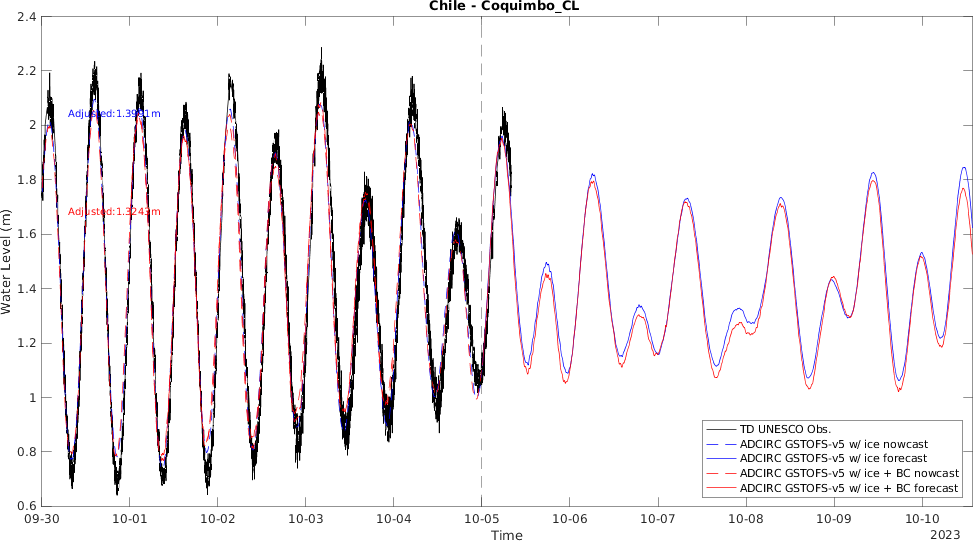 Chile - Coquimbo_CL
2.4
2.2
2
1.8
1.6
1.4
1.2
1
0.8
0.6
Water Level (m)
Adjusted:1.3981m
Adjusted:1.3243m
TD UNESCO Obs.
ADCIRC GSTOFS-v5 w/ ice nowcast
ADCIRC GSTOFS-v5 w/ ice forecast
ADCIRC GSTOFS-v5 w/ ice + BC nowcast
ADCIRC GSTOFS-v5 w/ ice + BC forecast
09-30 10-01 10-02 10-03 10-04 10-05 10-06 10-07 10-08 10-09 10-10
Time
2023